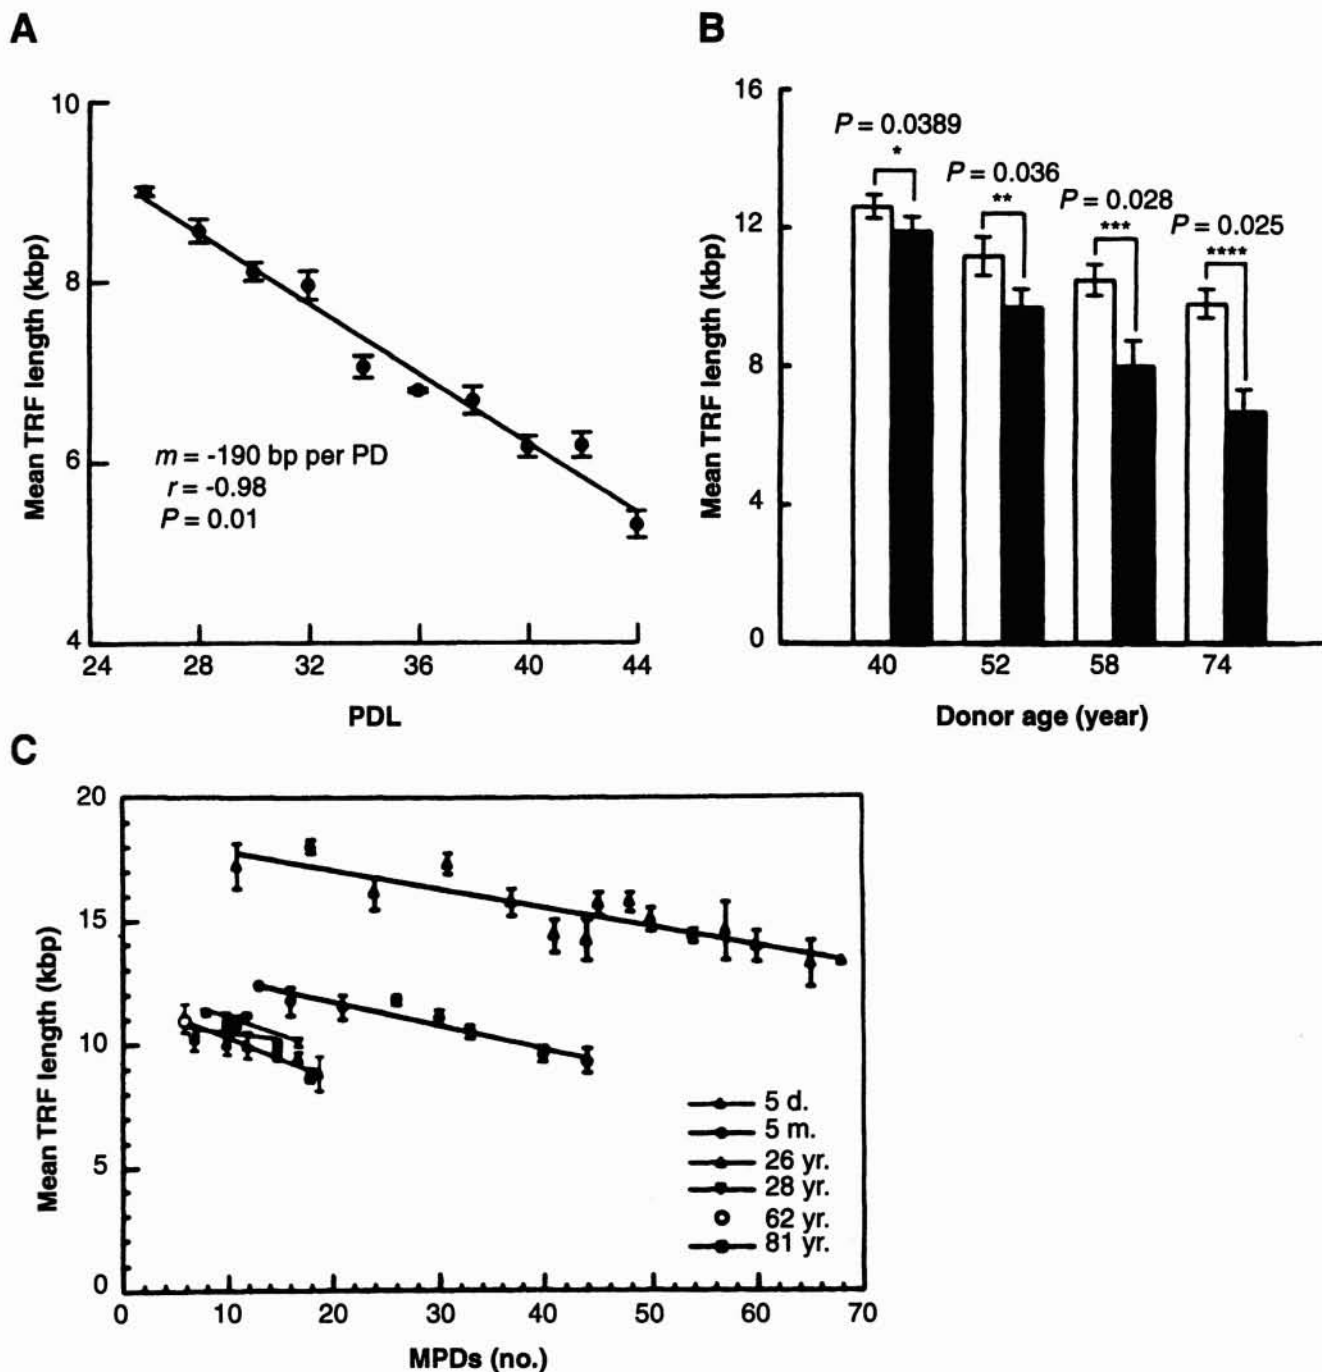 A
10
8
6
4
Mean TRF length (kbp)
m = -190 bp per PD
r = -0.98
P = 0.01
24 28 32 36 40 44
PDL
B
16
12
8
4
0
Mean TRF length (kbp)
P = 0.0389
*
P = 0.036
**
P = 0.028
***
P = 0.025
****
40 52 58 74
Donor age (year)
C
20
15
10
5
0
Mean TRF length (kbp)
5 d.
5 m.
26 yr.
28 yr.
62 yr.
81 yr.
0 10 20 30 40 50 60 70
MPDs (no.)